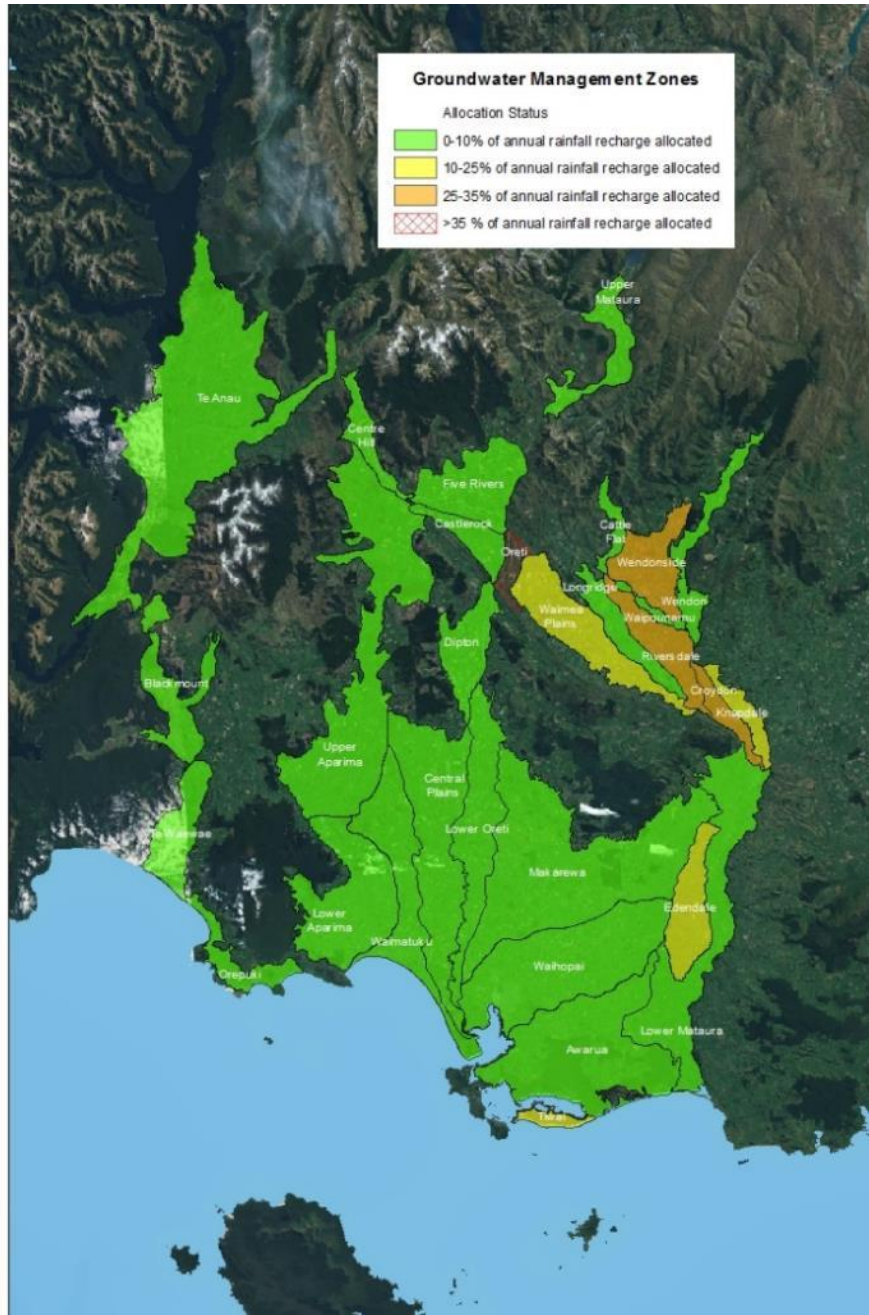 Groundwater Management Zones
Allocation Status
0-10% of annual rainfall recharge allocated
10-25% of annual rainfall recharge allocated
25-35% of annual rainfall recharge allocated
>35 % of annual rainfall recharge allocated
Upper
Mataura
Te Anau
Centre
Hill
Five Rivers
Castlerock
Oreti
Cattle
Flat
Wendonside
Longridge
Waimea
Plains
Wendon
Waipounamu
Dipton
Riversdale
Blackmount
Croydon
Knapdale
Upper
Aparima
Central
Plains
Lower Oreti
Te Waewae
Makarewa
Edendale
Lower
Aparima
Waimatuku
Waihopai
Orepuki
Lower Mataura
Awarua
Tiwai